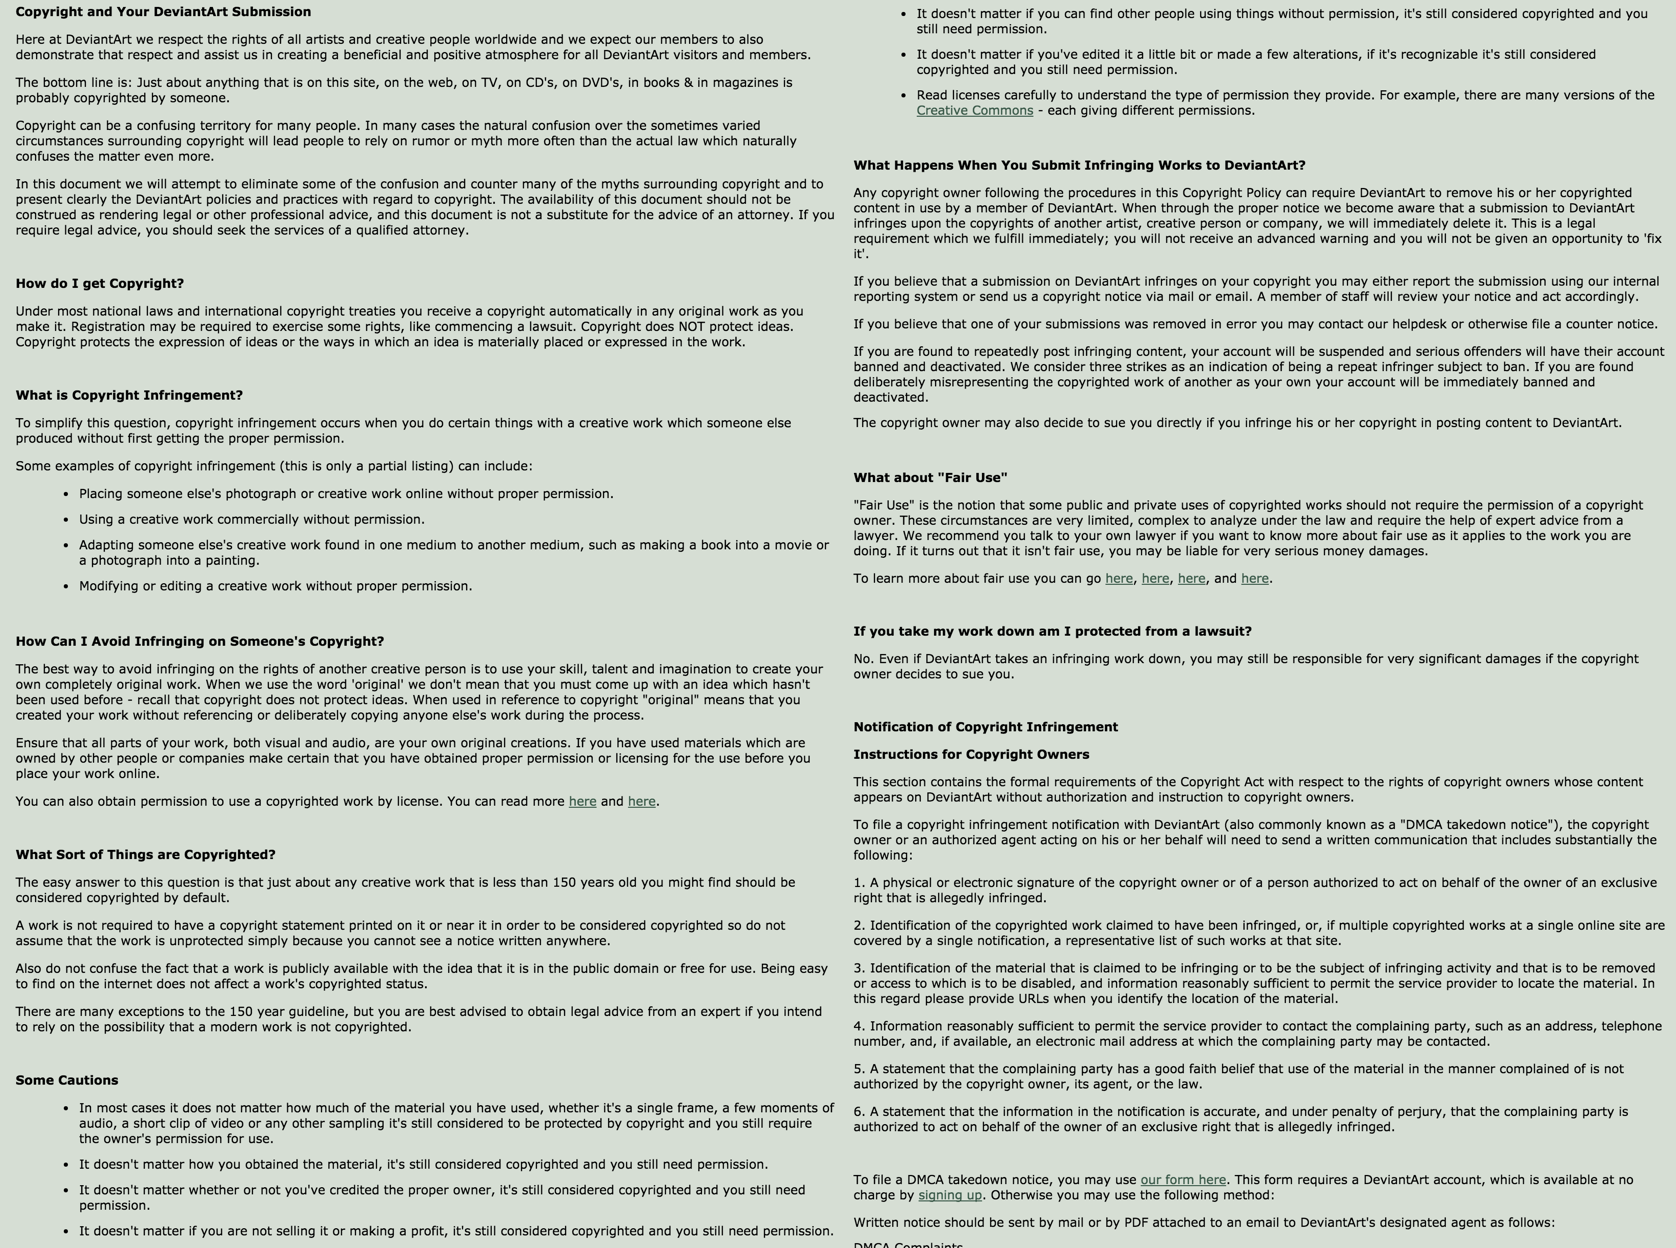 Copyright and Your DeviantArt Submission
Here at DeviantArt we respect the rights of all artists and creative people worldwide and we expect our members to also
demonstrate that respect and assist us in creating a beneficial and positive atmosphere for all DeviantArt visitors and members.
The bottom line is: Just about anything that is on this site, on the web, on TV, on CD's, on DVD's, in books & in magazines is
probably copyrighted by someone.
Copyright can be a confusing territory for many people. In many cases the natural confusion over the sometimes varied
circumstances surrounding copyright will lead people to rely on rumor or myth more often than the actual law which naturally
confuses the matter even more.
In this document we will attempt to eliminate some of the confusion and counter many of the myths surrounding copyright and to
present clearly the DeviantArt policies and practices with regard to copyright. The availability of this document should not be
construed as rendering legal or other professional advice, and this document is not a substitute for the advice of an attorney. If you
require legal advice, you should seek the services of a qualified attorney.
How do I get Copyright?
Under most national laws and international copyright treaties you receive a copyright automatically in any original work as you
make it. Registration may be required to exercise some rights, like commencing a lawsuit. Copyright does NOT protect ideas.
Copyright protects the expression of ideas or the ways in which an idea is materially placed or expressed in the work.
What is Copyright Infringement?
To simplify this question, copyright infringement occurs when you do certain things with a creative work which someone else
produced without first getting the proper permission.
Some examples of copyright infringement (this is only a partial listing) can include:
• Placing someone else's photograph or creative work online without proper permission.
• Using a creative work commercially without permission.
• Adapting someone else's creative work found in one medium to another medium, such as making a book into a movie or
a photograph into a painting.
• Modifying or editing a creative work without proper permission.
How Can I Avoid Infringing on Someone's Copyright?
The best way to avoid infringing on the rights of another creative person is to use your skill, talent and imagination to create your
own completely original work. When we use the word 'original' we don't mean that you must come up with an idea which hasn't
been used before - recall that copyright does not protect ideas. When used in reference to copyright "original" means that you
created your work without referencing or deliberately copying anyone else's work during the process.
Ensure that all parts of your work, both visual and audio, are your own original creations. If you have used materials which are
owned by other people or companies make certain that you have obtained proper permission or licensing for the use before you
place your work online.
You can also obtain permission to use a copyrighted work by license. You can read more here and here.
What Sort of Things are Copyrighted?
The easy answer to this question is that just about any creative work that is less than 150 years old you might find should be
considered copyrighted by default.
A work is not required to have a copyright statement printed on it or near it in order to be considered copyrighted so do not
assume that the work is unprotected simply because you cannot see a notice written anywhere.
Also do not confuse the fact that a work is publicly available with the idea that it is in the public domain or free for use. Being easy
to find on the internet does not affect a work's copyrighted status.
There are many exceptions to the 150 year guideline, but you are best advised to obtain legal advice from an expert if you intend
to rely on the possibility that a modern work is not copyrighted.
Some Cautions
• In most cases it does not matter how much of the material you have used, whether it's a single frame, a few moments of
audio, a short clip of video or any other sampling it's still considered to be protected by copyright and you still require
the owner's permission for use.
• It doesn't matter how you obtained the material, it's still considered copyrighted and you still need permission.
• It doesn't matter whether or not you've credited the proper owner, it's still considered copyrighted and you still need
permission.
• It doesn't matter if you are not selling it or making a profit, it's still considered copyrighted and you still need permission.
• It doesn't matter if you can find other people using things without permission, it's still considered copyrighted and you
still need permission.
• It doesn't matter if you've edited it a little bit or made a few alterations, if it's recognizable it's still considered
copyrighted and you still need permission.
• Read licenses carefully to understand the type of permission they provide. For example, there are many versions of the
Creative Commons - each giving different permissions.
What Happens When You Submit Infringing Works to DeviantArt?
Any copyright owner following the procedures in this Copyright Policy can require DeviantArt to remove his or her copyrighted
content in use by a member of DeviantArt. When through the proper notice we become aware that a submission to DeviantArt
infringes upon the copyrights of another artist, creative person or company, we will immediately delete it. This is a legal
requirement which we fulfill immediately; you will not receive an advanced warning and you will not be given an opportunity to 'fix
it'.
If you believe that a submission on DeviantArt infringes on your copyright you may either report the submission using our internal
reporting system or send us a copyright notice via mail or email. A member of staff will review your notice and act accordingly.
If you believe that one of your submissions was removed in error you may contact our helpdesk or otherwise file a counter notice.
If you are found to repeatedly post infringing content, your account will be suspended and serious offenders will have their account
banned and deactivated. We consider three strikes as an indication of being a repeat infringer subject to ban. If you are found
deliberately misrepresenting the copyrighted work of another as your own your account will be immediately banned and
deactivated.
The copyright owner may also decide to sue you directly if you infringe his or her copyright in posting content to DeviantArt.
What about "Fair Use"
"Fair Use" is the notion that some public and private uses of copyrighted works should not require the permission of a copyright
owner. These circumstances are very limited, complex to analyze under the law and require the help of expert advice from a
lawyer. We recommend you talk to your own lawyer if you want to know more about fair use as it applies to the work you are
doing. If it turns out that it isn't fair use, you may be liable for very serious money damages.
To learn more about fair use you can go here, here, here, and here.
If you take my work down am I protected from a lawsuit?
No. Even if DeviantArt takes an infringing work down, you may still be responsible for very significant damages if the copyright
owner decides to sue you.
Notification of Copyright Infringement
Instructions for Copyright Owners
This section contains the formal requirements of the Copyright Act with respect to the rights of copyright owners whose content
appears on DeviantArt without authorization and instruction to copyright owners.
To file a copyright infringement notification with DeviantArt (also commonly known as a "DMCA takedown notice"), the copyright
owner or an authorized agent acting on his or her behalf will need to send a written communication that includes substantially the
following:
1. A physical or electronic signature of the copyright owner or of a person authorized to act on behalf of the owner of an exclusive
right that is allegedly infringed.
2. Identification of the copyrighted work claimed to have been infringed, or, if multiple copyrighted works at a single online site are
covered by a single notification, a representative list of such works at that site.
3. Identification of the material that is claimed to be infringing or to be the subject of infringing activity and that is to be removed
or access to which is to be disabled, and information reasonably sufficient to permit the service provider to locate the material. In
this regard please provide URLs when you identify the location of the material.
4. Information reasonably sufficient to permit the service provider to contact the complaining party, such as an address, telephone
number, and, if available, an electronic mail address at which the complaining party may be contacted.
5. A statement that the complaining party has a good faith belief that use of the material in the manner complained of is not
authorized by the copyright owner, its agent, or the law.
6. A statement that the information in the notification is accurate, and under penalty of perjury, that the complaining party is
authorized to act on behalf of the owner of an exclusive right that is allegedly infringed.
To file a DMCA takedown notice, you may use our form here. This form requires a DeviantArt account, which is available at no
charge by signing up. Otherwise you may use the following method:
Written notice should be sent by mail or by PDF attached to an email to DeviantArt's designated agent as follows:
DMCA Complaints